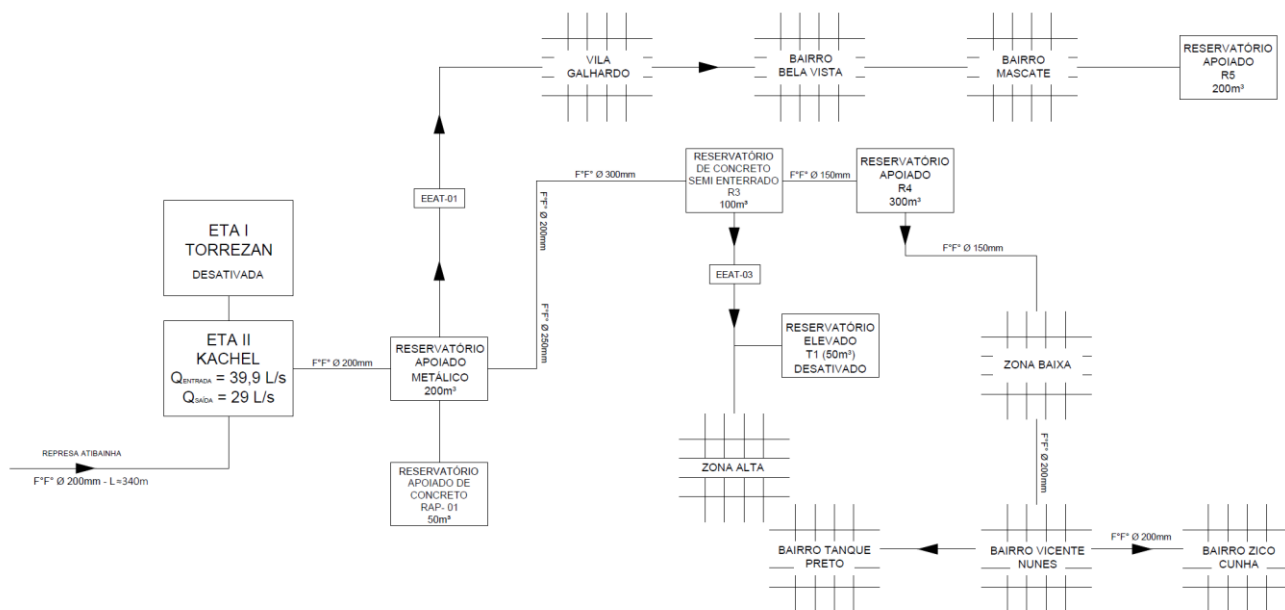 VILA
GALHARDO
BAIRRO
BELA VISTA
BAIRRO
MASCATE
RESERVATÓRIO
APOIADO
R5
200m³
EEAT-01
F°F° Ø 300mm
F°F° Ø 200mm
F°F° Ø 250mm
RESERVATÓRIO
DE CONCRETO
SEMI ENTERRADO
R3
100m³
F°F° Ø 150mm
RESERVATÓRIO
APOIADO
R4
300m³
F°F° Ø 150mm
ETA I
TORREZAN
DESATIVADA
EEAT-03
ETA II
KACHEL
QENTRADA = 39,9 L/s
QSAÍDA = 29 L/s
F°F° Ø 200mm
RESERVATÓRIO
APOIADO
METÁLICO
200m³
RESERVATÓRIO
ELEVADO
T1 (50m³)
DESATIVADO
ZONA BAIXA
REPRESA ATIBAINHA
F°F° Ø 200mm - L=340m
RESERVATÓRIO
APOIADO DE
CONCRETO
RAP- 01
50m³
ZONA ALTA
F°F° Ø 200mm
BAIRRO TANQUE
PRETO
BAIRRO VICENTE
NUNES
F°F° Ø 200mm
BAIRRO ZICO
CUNHA